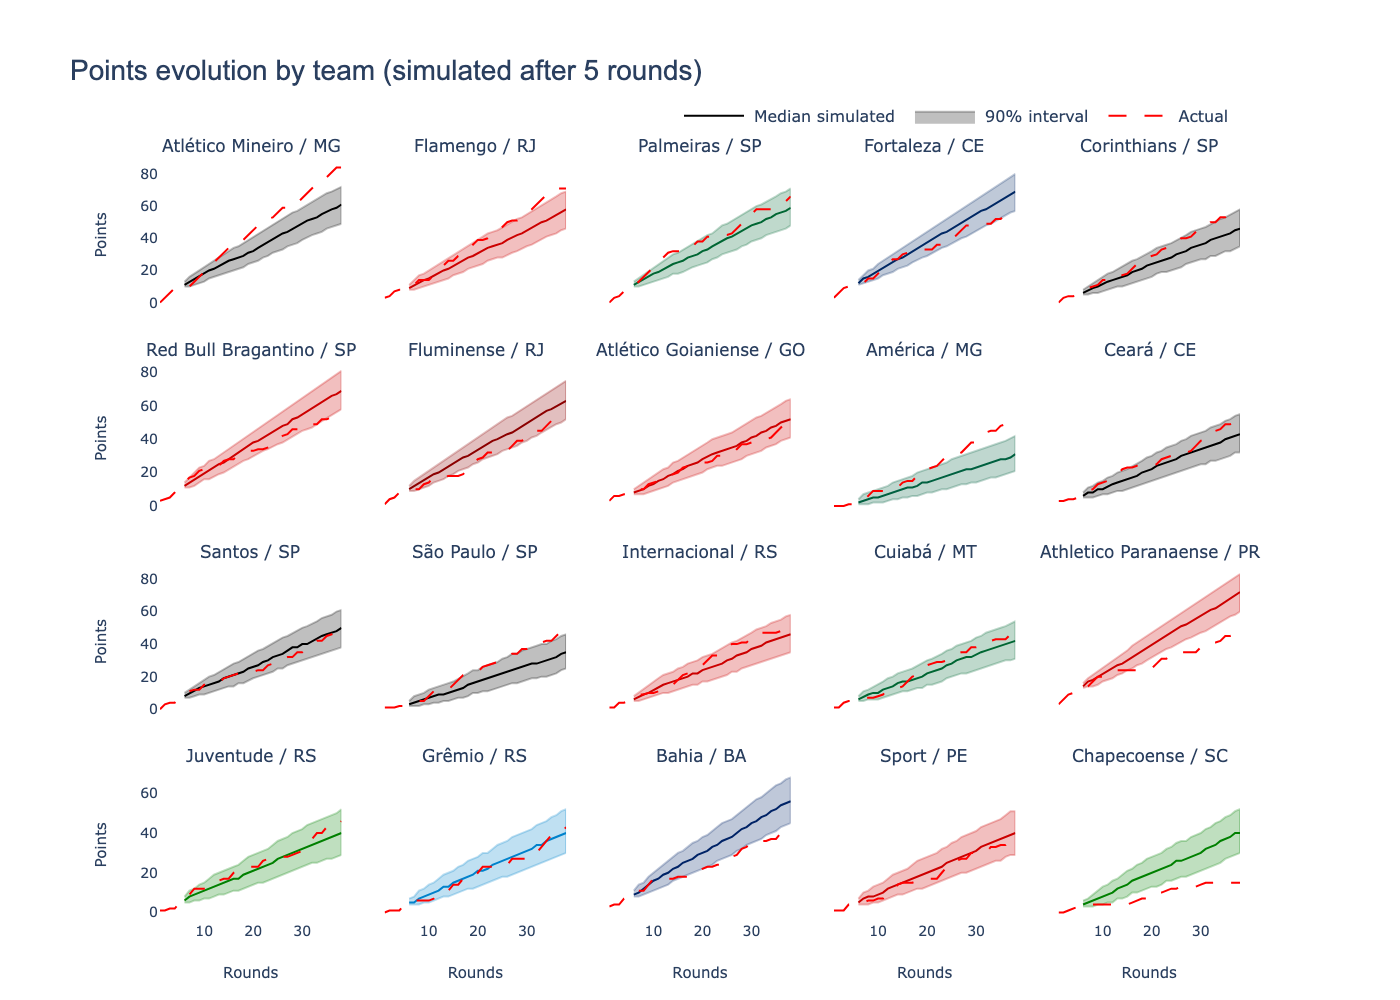 Points evolution by team (simulated after 5 rounds)
Median simulated 90% interval Actual
Atlético Mineiro / MG Flamengo / RJ Palmeiras / SP Fortaleza / CE Corinthians / SP
80
60
40
20
0
Points
Red Bull Bragantino / SP Fluminense / RJ Atlético Goianiense / GO América / MG Ceará / CE
80
60
40
20
0
Points
Santos / SP São Paulo / SP Internacional / RS Cuiabá / MT Athletico Paranaense / PR
80
60
40
20
0
Points
Juventude / RS Grêmio / RS Bahia / BA Sport / PE Chapecoense / SC
60
40
20
0
Points
10 20 30 10 20 30 10 20 30 10 20 30 10 20 30
Rounds Rounds Rounds Rounds Rounds